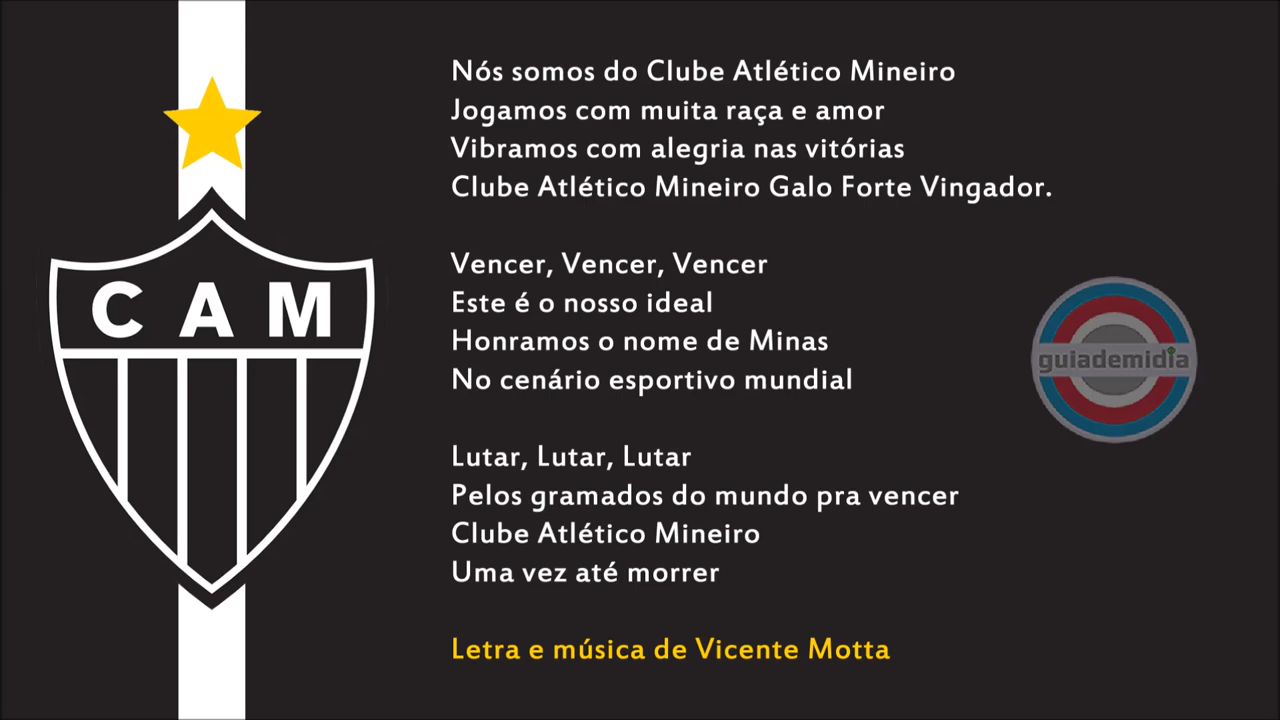 C A M
Nós somos do Clube Atlético Mineiro
Jogamos com muita raça e amor
Vibramos com alegria nas vitórias
Clube Atlético Mineiro Galo Forte Vingador.
Vencer, Vencer, Vencer
Este é o nosso ideal
Honramos o nome de Minas
No cenário esportivo mundial
Lutar, Lutar, Lutar
Pelos gramados do mundo pra vencer
Clube Atlético Mineiro
Uma vez até morrer
Letra e música de Vicente Motta
guiademidia